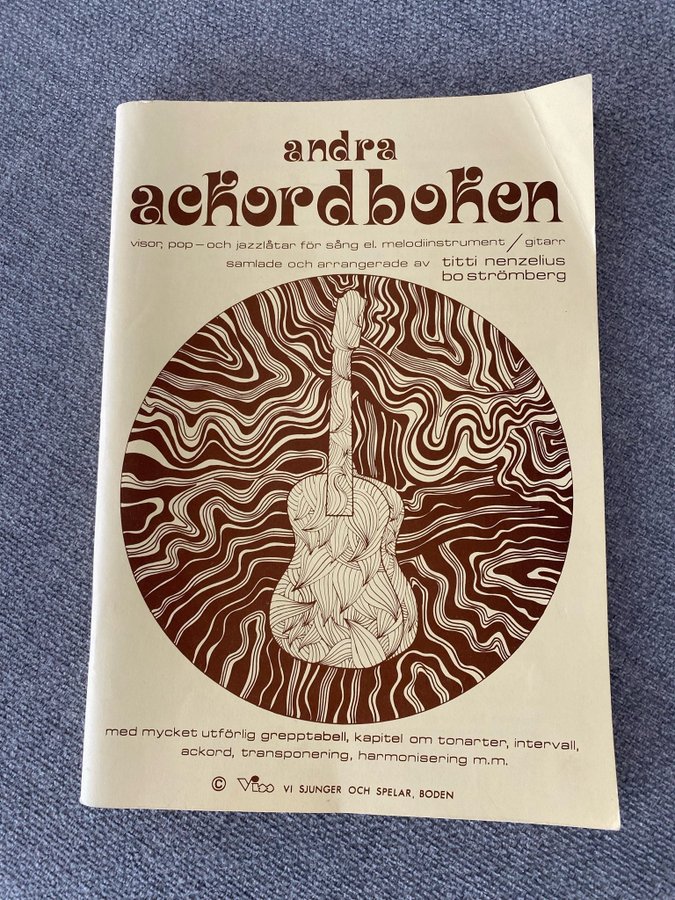 andra
ackordboken
visor, pop-och jazzlåtar för sång el. melodiinstrument/gitarr
samlade och arrangerade av titti nenzelius
bo strömberg
med mycket utförlig grepptabell, kapitel om tonarter, intervall,
ackord, transponering, harmonisering m.m.
© Viss VI SJUNGER OCH SPELAR, BODEN